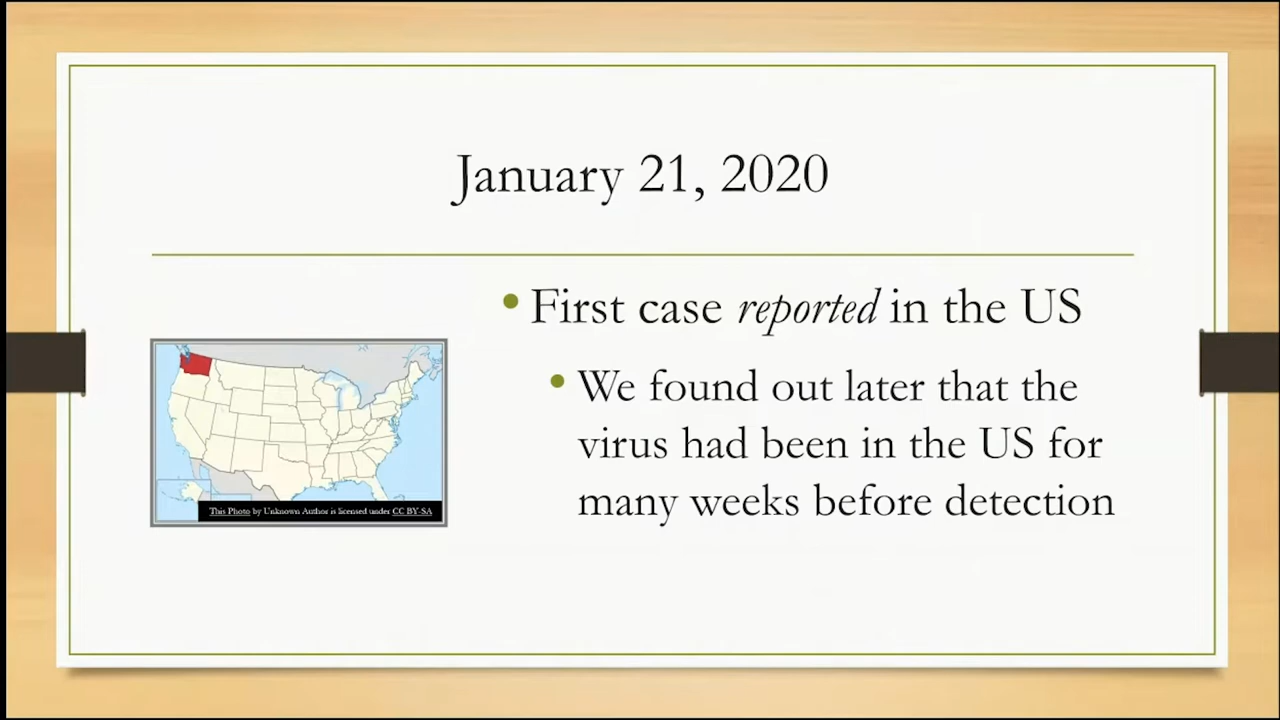 January 21, 2020
First case reported in the US
We found out later that the
virus had been in the US for
many weeks before detection
This Photo by Unknown Author is licensed under CC BY-SA